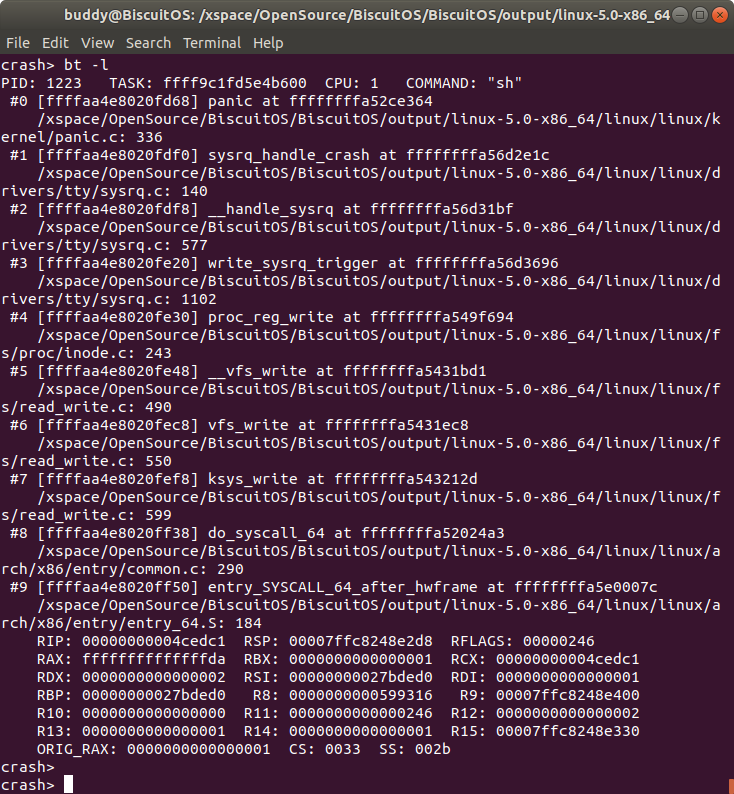 buddy@BiscuitOS: /xspace/OpenSource/BiscuitOS/BiscuitOS/output/linux-5.0-x86_64
File Edit View Search Terminal Help
crash> bt -l
PID: 1223   TASK: ffff9c1fd5e4b600  CPU: 1   COMMAND: "sh"
 #0 [ffffaa4e8020fd68] panic at ffffffffa52ce364
    /xspace/OpenSource/BiscuitOS/BiscuitOS/output/linux-5.0-x86_64/linux/linux/k
ernel/panic.c: 336
 #1 [ffffaa4e8020fdf0] sysrq_handle_crash at ffffffffa56d2e1c
    /xspace/OpenSource/BiscuitOS/BiscuitOS/output/linux-5.0-x86_64/linux/linux/d
rivers/tty/sysrq.c: 140
 #2 [ffffaa4e8020fdf8] __handle_sysrq at ffffffffa56d31bf
    /xspace/OpenSource/BiscuitOS/BiscuitOS/output/linux-5.0-x86_64/linux/linux/d
rivers/tty/sysrq.c: 577
 #3 [ffffaa4e8020fe20] write_sysrq_trigger at ffffffffa56d3696
    /xspace/OpenSource/BiscuitOS/BiscuitOS/output/linux-5.0-x86_64/linux/linux/d
rivers/tty/sysrq.c: 1102
 #4 [ffffaa4e8020fe30] proc_reg_write at ffffffffa549f694
    /xspace/OpenSource/BiscuitOS/BiscuitOS/output/linux-5.0-x86_64/linux/linux/f
s/proc/inode.c: 243
 #5 [ffffaa4e8020fe48] __vfs_write at ffffffffa5431bd1
    /xspace/OpenSource/BiscuitOS/BiscuitOS/output/linux-5.0-x86_64/linux/linux/f
s/read_write.c: 490
 #6 [ffffaa4e8020fec8] vfs_write at ffffffffa5431ec8
    /xspace/OpenSource/BiscuitOS/BiscuitOS/output/linux-5.0-x86_64/linux/linux/f
s/read_write.c: 550
 #7 [ffffaa4e8020fef8] ksys_write at ffffffffa543212d
    /xspace/OpenSource/BiscuitOS/BiscuitOS/output/linux-5.0-x86_64/linux/linux/f
s/read_write.c: 599
 #8 [ffffaa4e8020ff38] do_syscall_64 at ffffffffa52024a3
    /xspace/OpenSource/BiscuitOS/BiscuitOS/output/linux-5.0-x86_64/linux/linux/a
rch/x86/entry/common.c: 290
 #9 [ffffaa4e8020ff50] entry_SYSCALL_64_after_hwframe at ffffffffa5e0007c
    /xspace/OpenSource/BiscuitOS/BiscuitOS/output/linux-5.0-x86_64/linux/linux/a
rch/x86/entry/entry_64.S: 184
    RIP: 00000000004cedc1  RSP: 00007ffc8248e2d8  RFLAGS: 00000246
    RAX: ffffffffffffffda  RBX: 0000000000000001  RCX: 00000000004cedc1
    RDX: 0000000000000002  RSI: 00000000027bded0  RDI: 0000000000000001
    RBP: 00000000027bded0   R8: 0000000000599316   R9: 00007ffc8248e400
    R10: 0000000000000000  R11: 0000000000000246  R12: 0000000000000002
    R13: 0000000000000001  R14: 0000000000000001  R15: 00007ffc8248e330
    ORIG_RAX: 0000000000000001  CS: 0033  SS: 002b
crash>
crash>